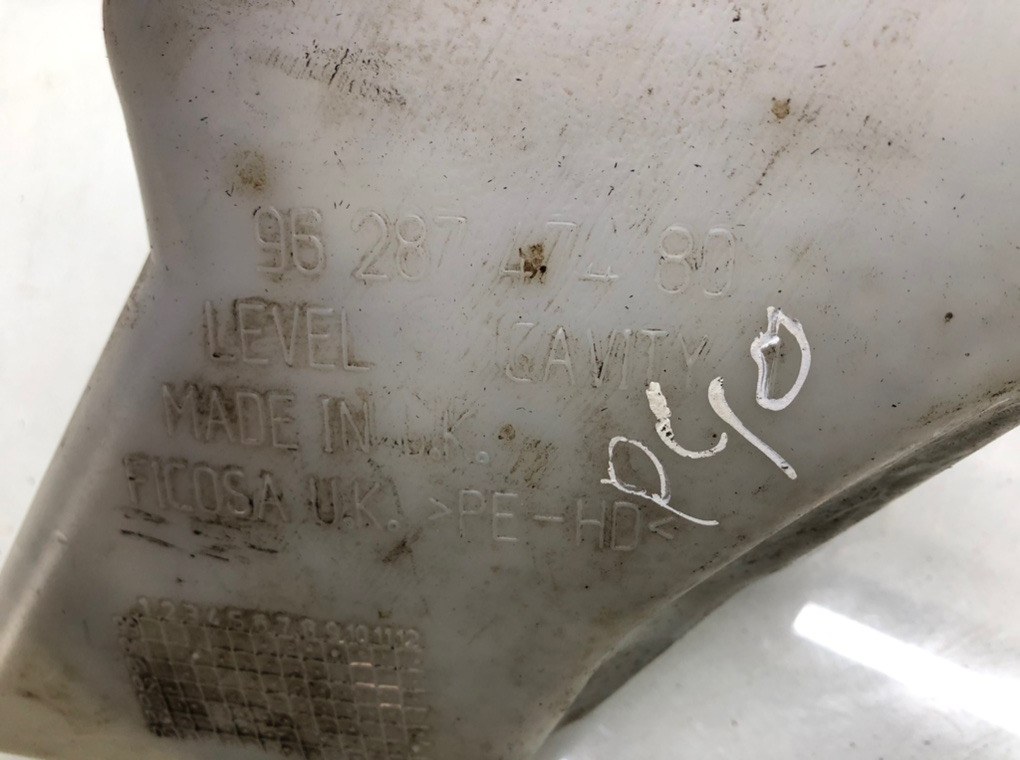 96 287 474 80
LEVEL CAVITY
MADE IN U.K.
FICOSA U.K. >PE-HD<
1 2 3 4 5 6 7 8 9 10 11 12